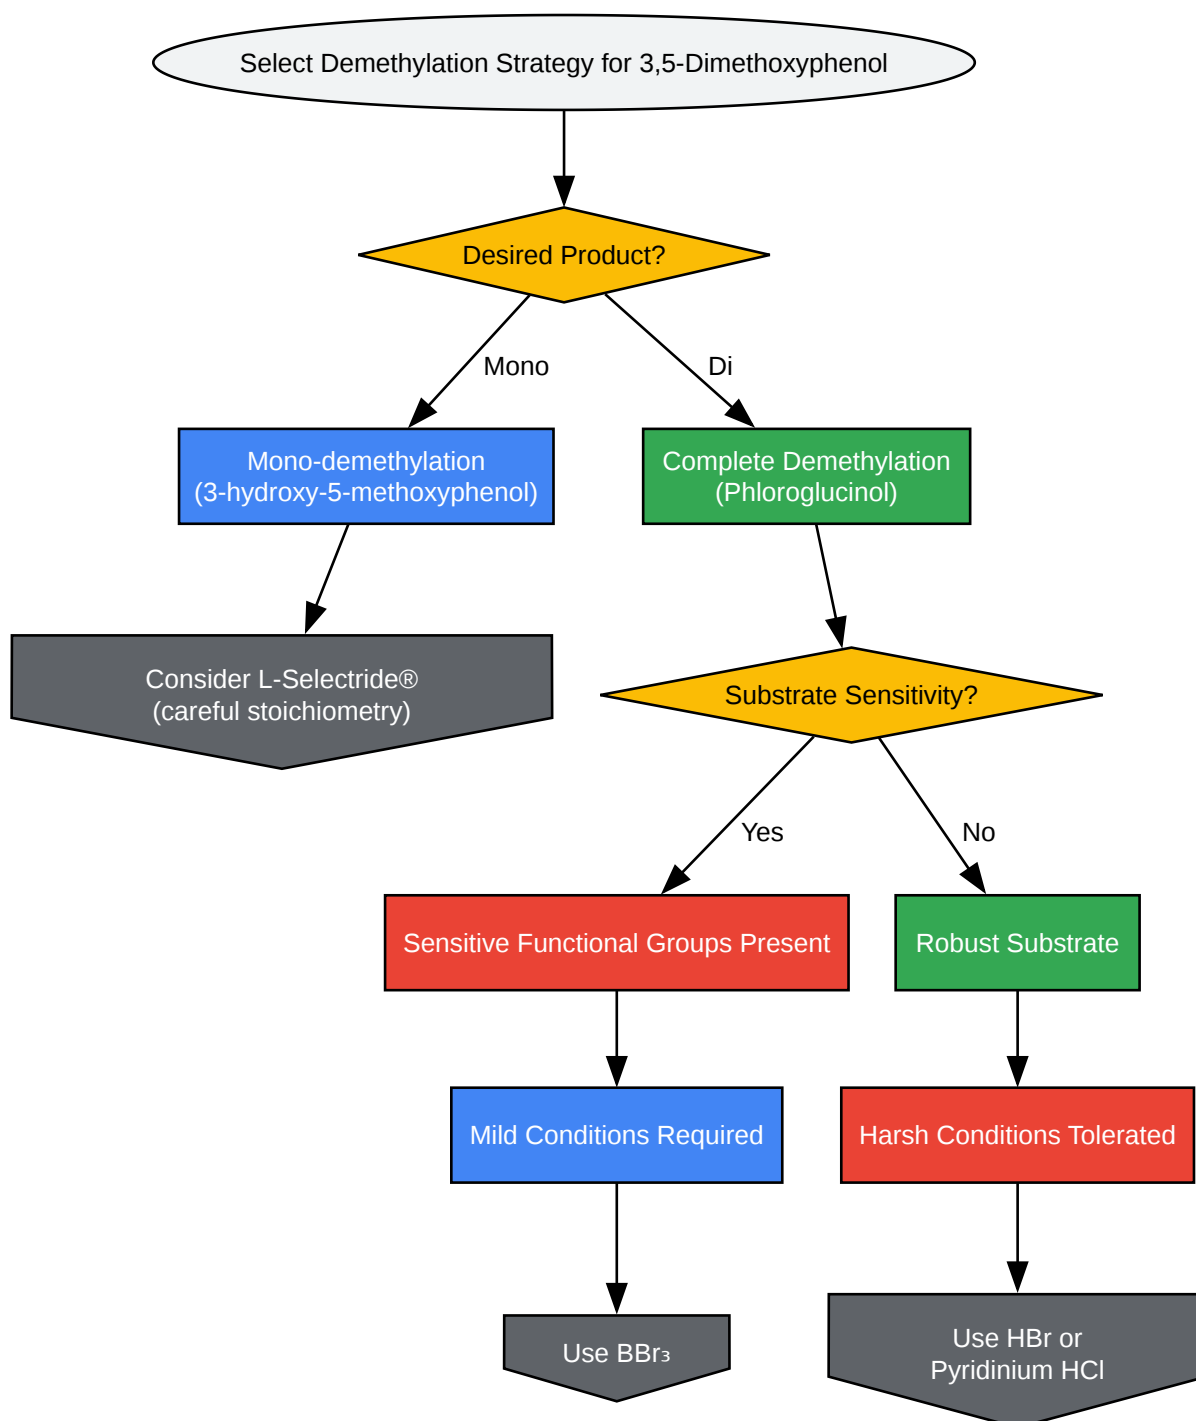 Select Demethylation Strategy for 3,5-Dimethoxyphenol
Desired Product?
Mono
Di
Mono-demethylation
(3-hydroxy-5-methoxyphenol)
Complete Demethylation
(Phloroglucinol)
Consider L-Selectride®
(careful stoichiometry)
Substrate Sensitivity?
Yes
No
Sensitive Functional Groups Present
Robust Substrate
Mild Conditions Required
Harsh Conditions Tolerated
Use BBr₃
Use HBr or
Pyridinium HCl